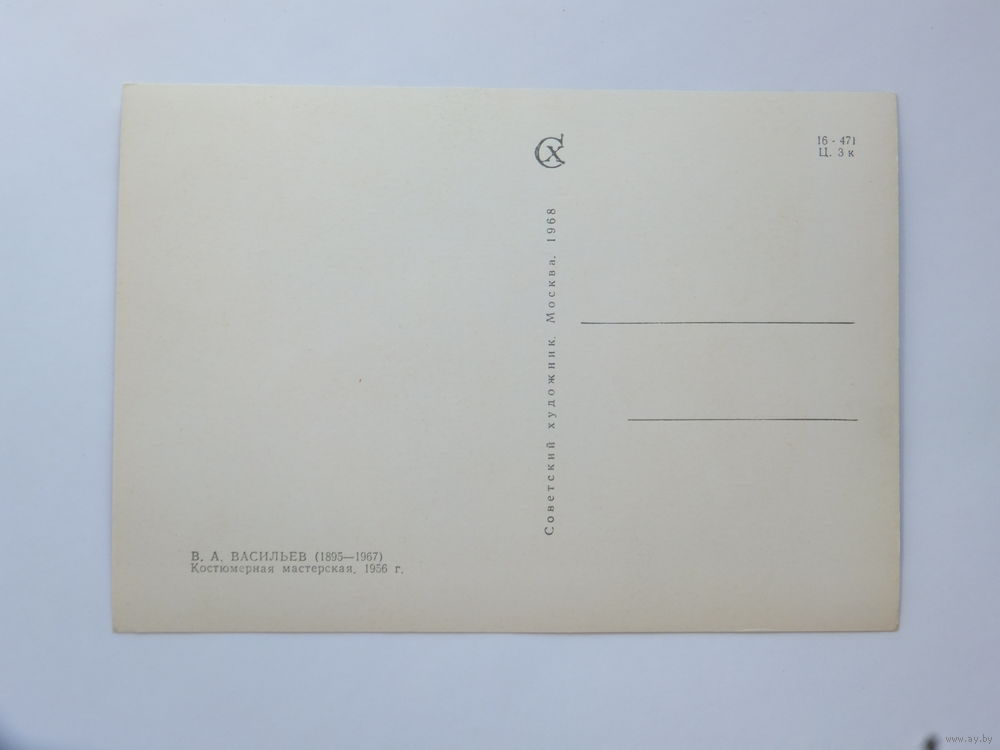 СХ
16 - 471
Ц. 3 к
Советский художник. Москва. 1968
В. А. ВАСИЛЬЕВ (1895—1967)
Костюмерная мастерская. 1956 г.
www.ay.by